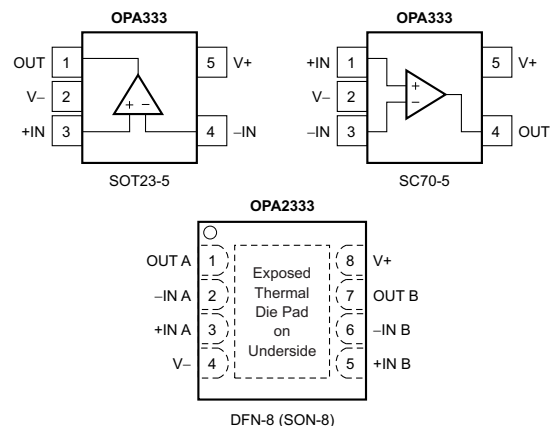 OPA333
OUT 1 5 V+
V– 2
+IN 3 + – 4 –IN
SOT23-5
OPA333
+IN 1 5 V+
V– 2 + –
–IN 3 4 OUT
SC70-5
OPA2333
OUT A 1 8 V+
–IN A 2 7 OUT B
+IN A 3 6 –IN B
V– 4 5 +IN B
Exposed
Thermal
Die Pad
on
Underside
DFN-8 (SON-8)